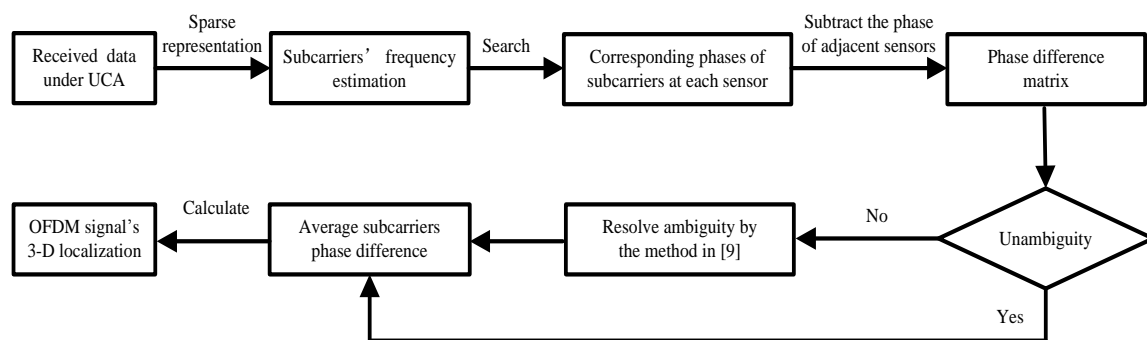 Sparse
representation
Search
Subtract the phase
of adjacent sensors
Received data
under UCA
Subcarriers’ frequency
estimation
Corresponding phases of
subcarriers at each sensor
Phase difference
matrix
Calculate
No
OFDM signal's
3-D localization
Average subcarriers
phase difference
Resolve ambiguity by
the method in [9]
Unambiguity
Yes